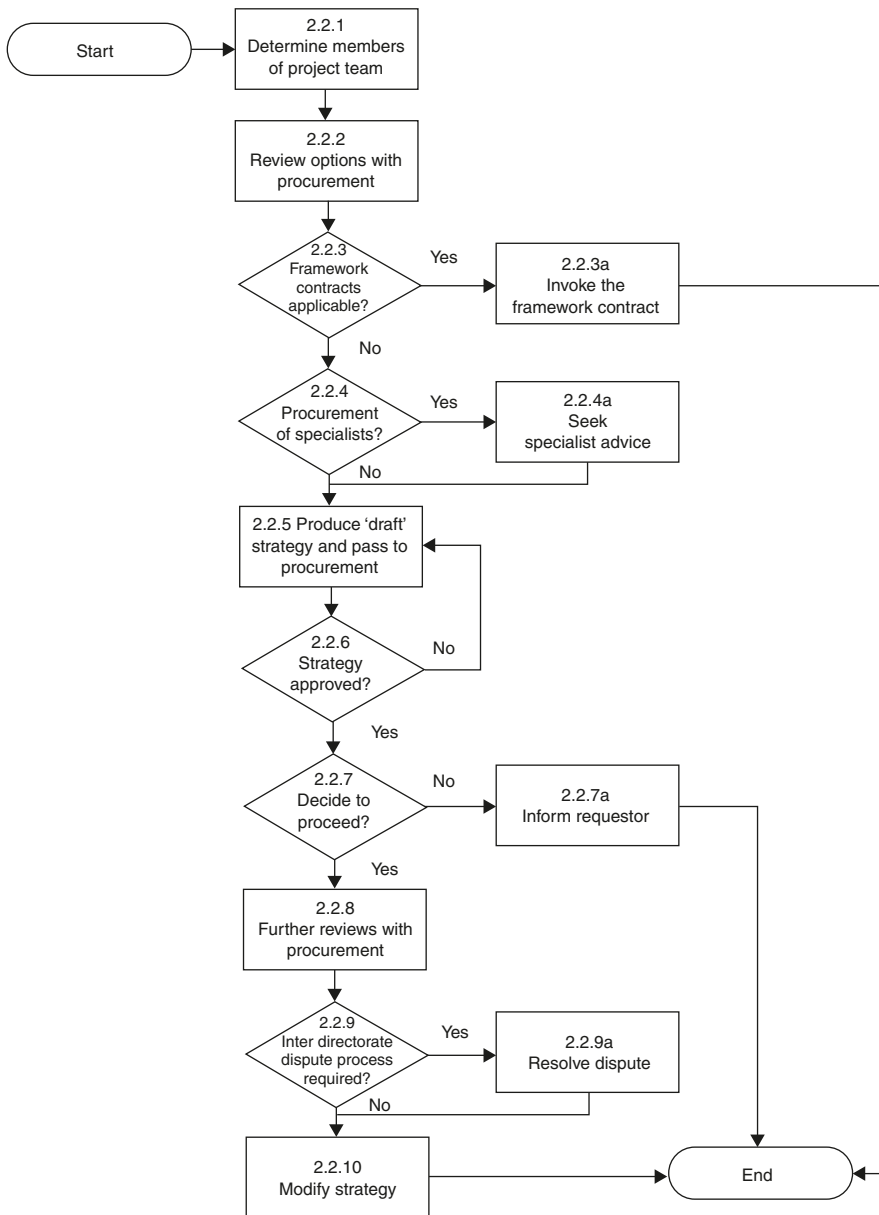 Start
2.2.1
Determine members
of project team
2.2.2
Review options with
procurement
2.2.3
Framework
contracts
applicable?
Yes
2.2.3a
Invoke the
framework contract
No
2.2.4
Procurement
of specialists?
Yes
2.2.4a
Seek
specialist advice
No
2.2.5 Produce ‘draft’
strategy and pass to
procurement
2.2.6
Strategy
approved?
No
Yes
2.2.7
Decide to
proceed?
No
2.2.7a
Inform requestor
Yes
2.2.8
Further reviews with
procurement
2.2.9
Inter directorate
dispute process
required?
Yes
2.2.9a
Resolve dispute
No
2.2.10
Modify strategy
End